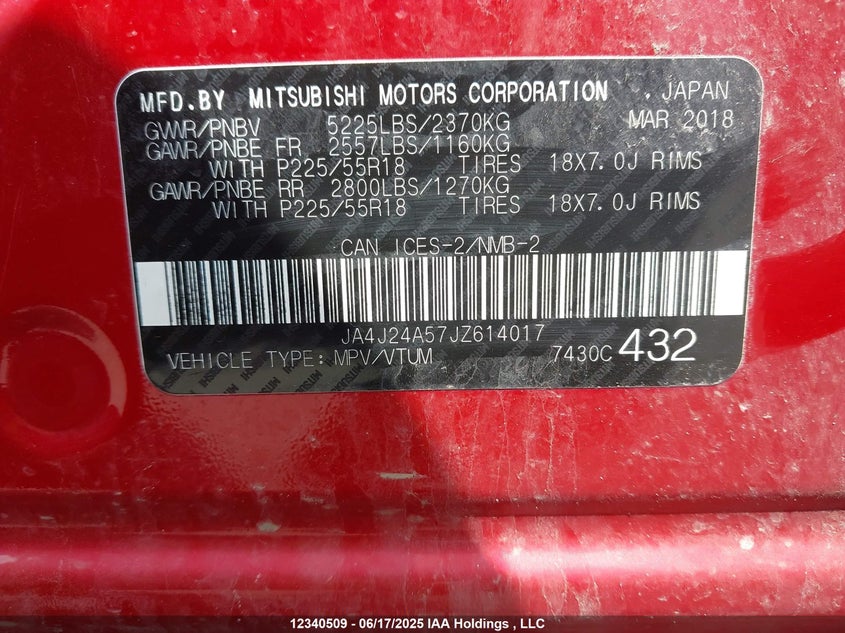 MFD.BY MITSUBISHI MOTORS CORPORATION . JAPAN
GVWR/PNBV 5225LBS/2370KG MAR 2018
GAWR/PNBE FR 2557LBS/1160KG
WITH P225/55R18 TIRES 18X7.0J RIMS
GAWR/PNBE RR 2800LBS/1270KG
WITH P225/55R18 TIRES 18X7.0J RIMS
CAN ICES-2/NMB-2
JA4J24A57JZ614017
VEHICLE TYPE: MPV/VTUM 7430C 432
12340509 - 06/17/2025 IAA Holdings , LLC